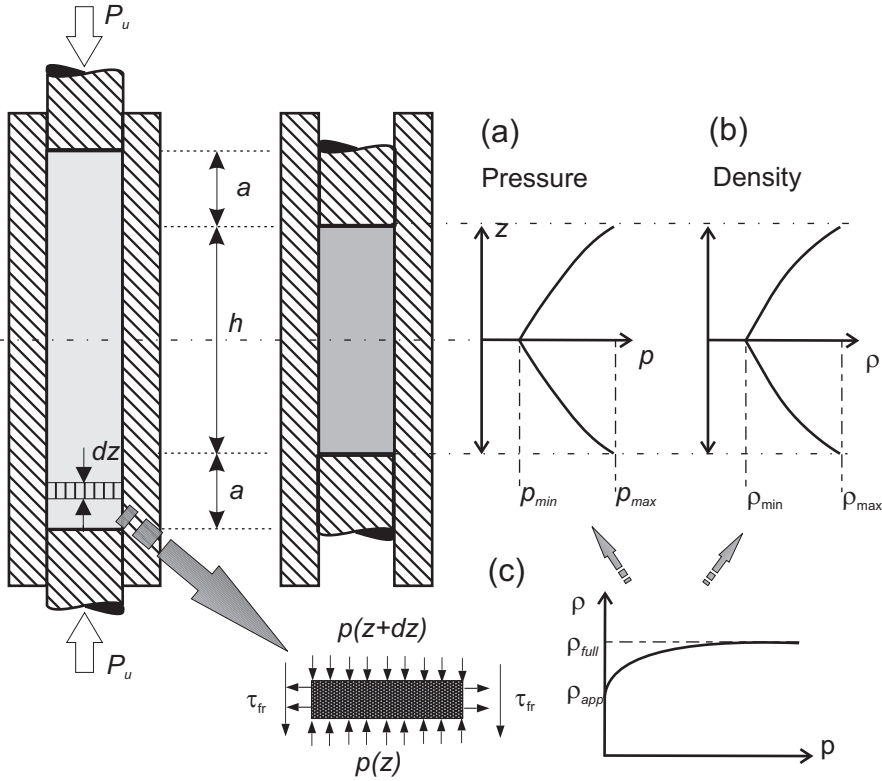 P_u
(a)
(b)
Pressure
Density
a
z
h
p
ρ
dz
a
p_min
p_max
ρ_min
ρ_max
(c)
P_u
p(z+dz)
τ_fr
τ_fr
p(z)
ρ
ρ_full
ρ_app
p